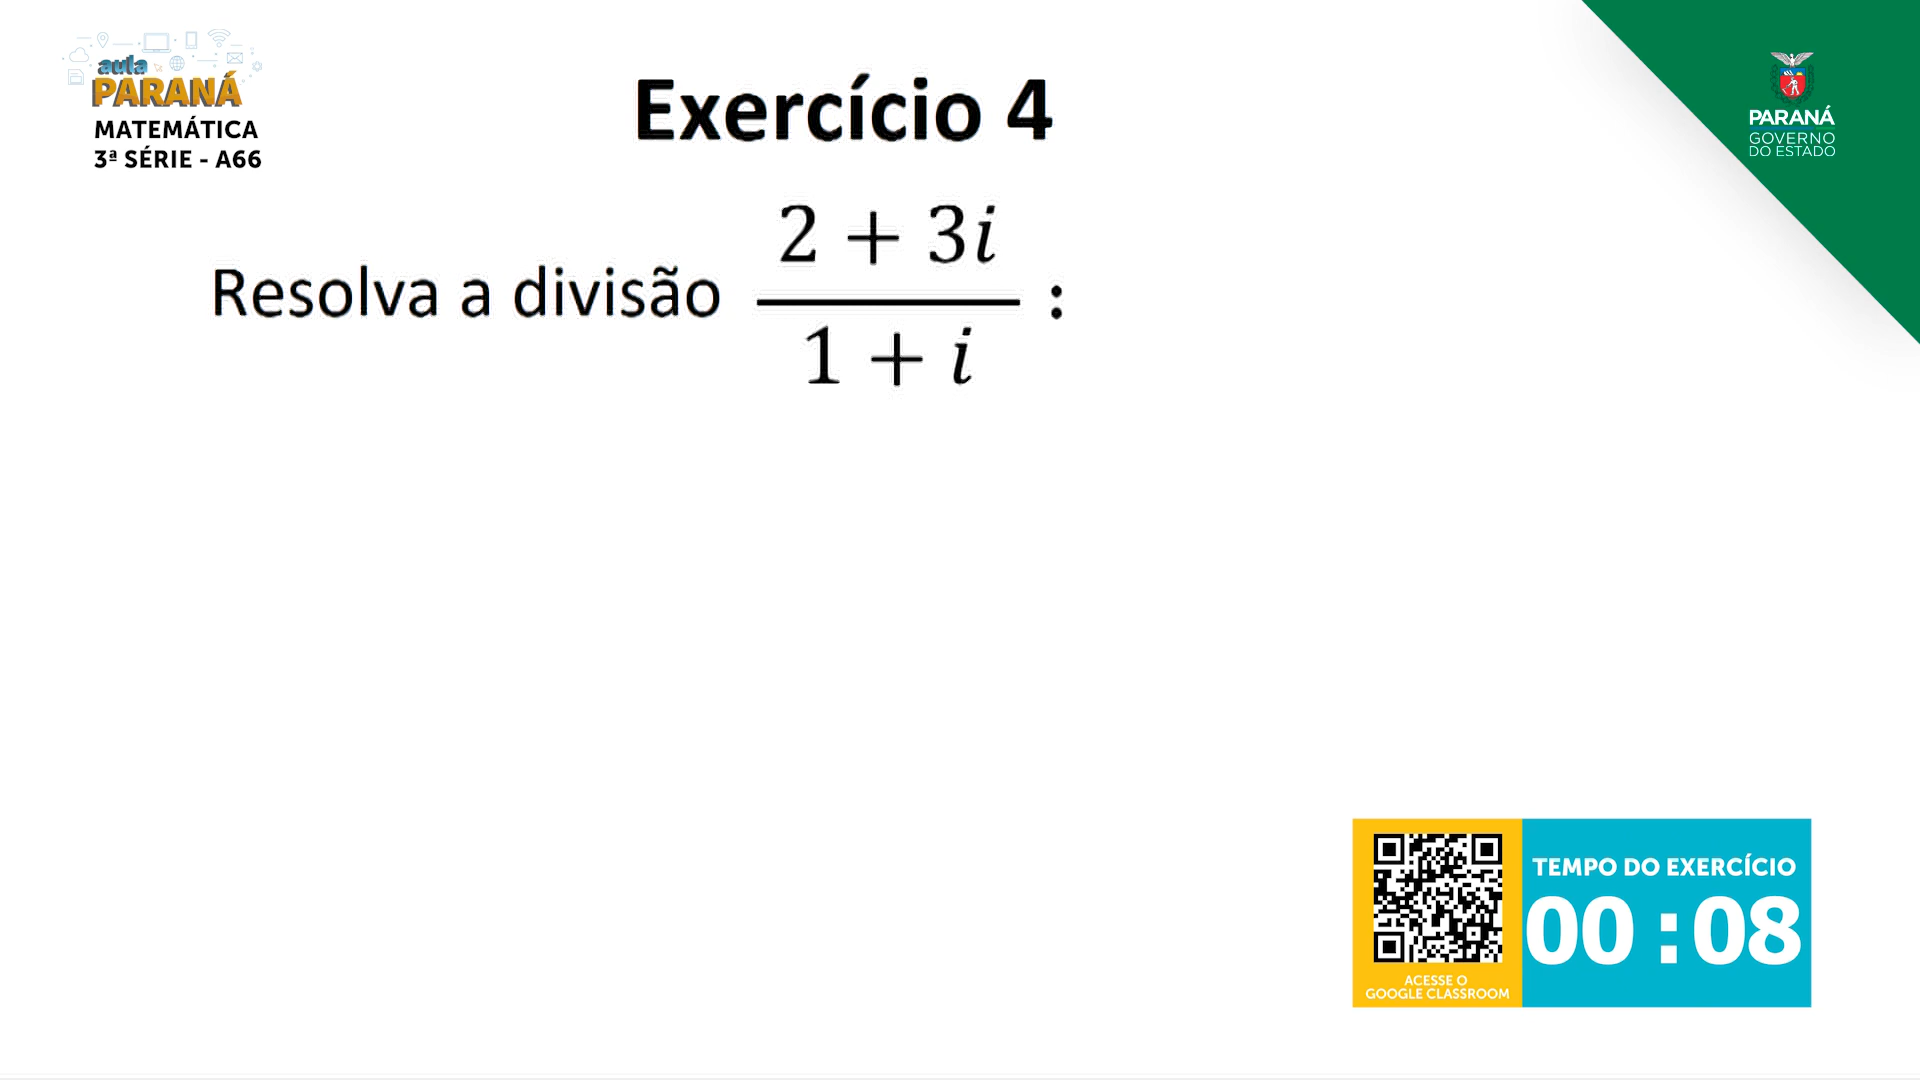 aula
PARANÁ
MATEMÁTICA
3ª SÉRIE - A66
Exercício 4
PARANÁ
GOVERNO
DO ESTADO
Resolva a divisão \frac{2 + 3i}{1 + i} :
TEMPO DO EXERCÍCIO
00 : 08
ACESSE O
GOOGLE CLASSROOM